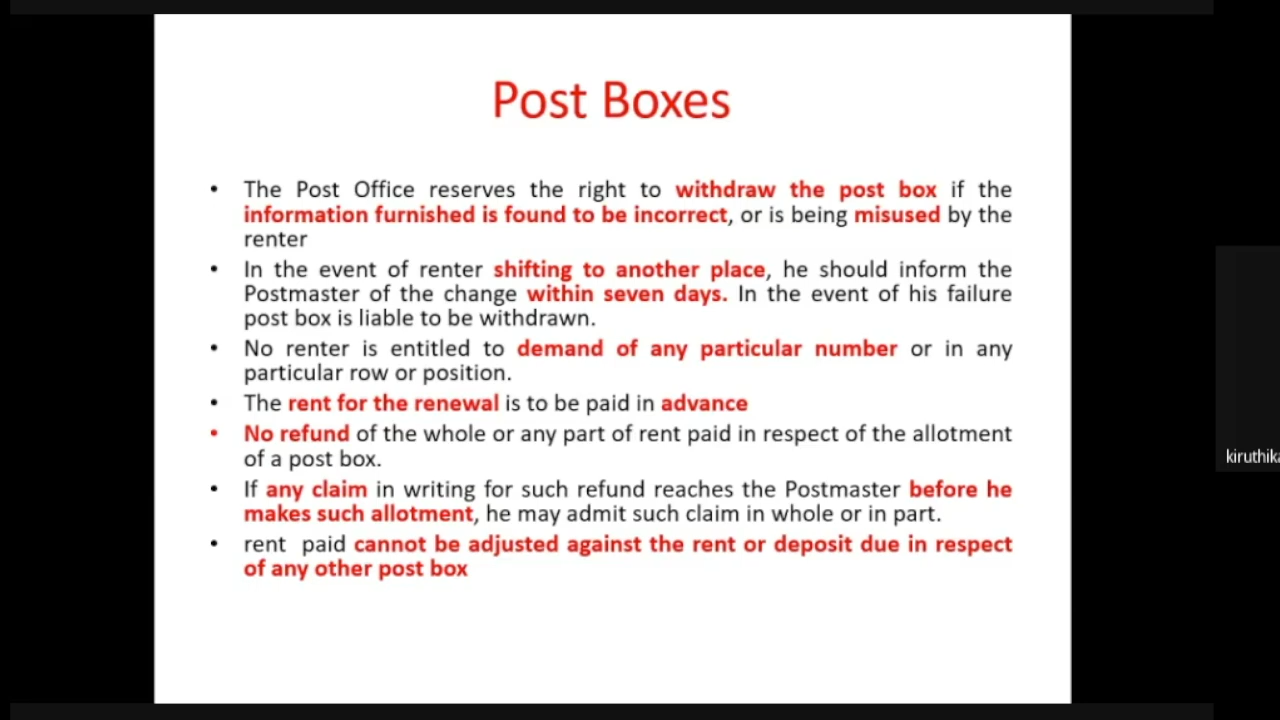 Post Boxes
• The Post Office reserves the right to withdraw the post box if the
information furnished is found to be incorrect, or is being misused by the
renter
• In the event of renter shifting to another place, he should inform the
Postmaster of the change within seven days. In the event of his failure
post box is liable to be withdrawn.
• No renter is entitled to demand of any particular number or in any
particular row or position.
• The rent for the renewal is to be paid in advance
• No refund of the whole or any part of rent paid in respect of the allotment
of a post box.
• If any claim in writing for such refund reaches the Postmaster before he
makes such allotment, he may admit such claim in whole or in part.
• rent paid cannot be adjusted against the rent or deposit due in respect
of any other post box
kiruthika